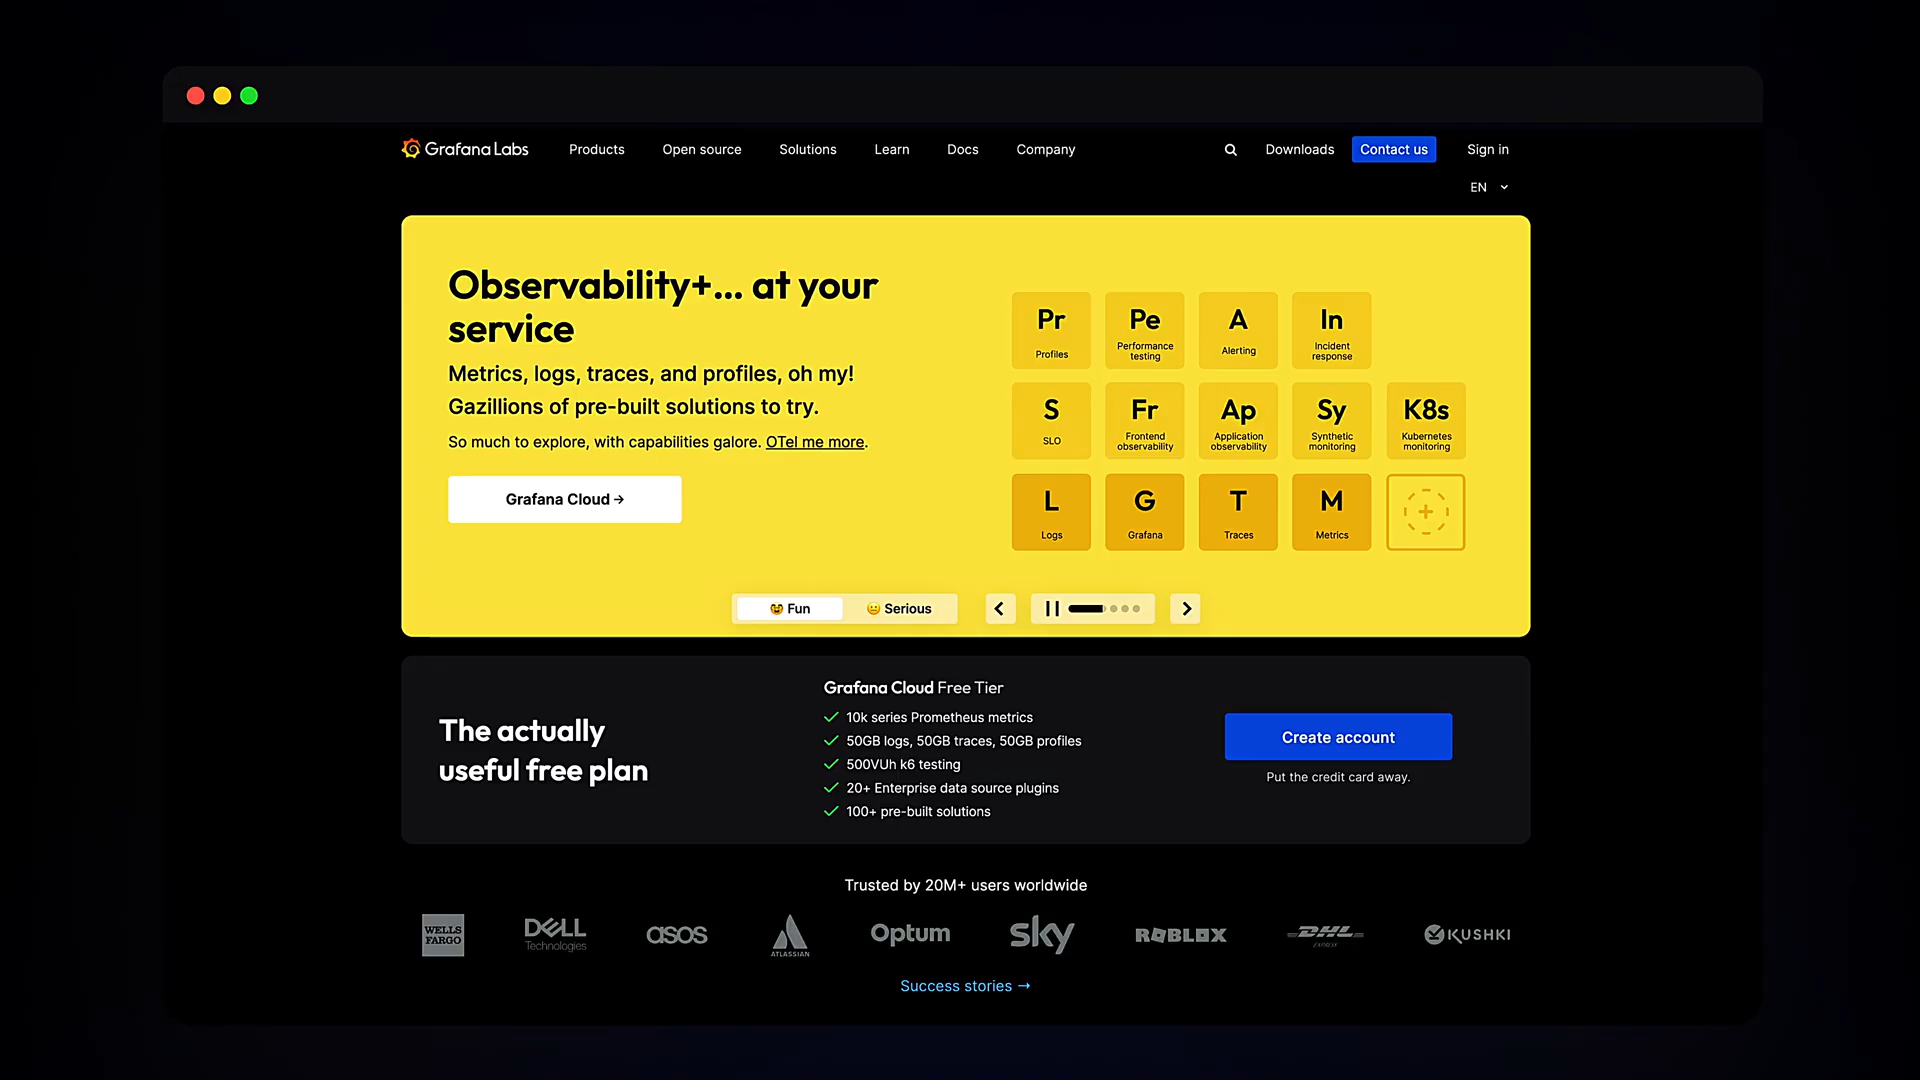 Grafana Labs
Products
Open source
Solutions
Learn
Docs
Company
Downloads
Contact us
Sign in
EN
Observability+... at your
service
Metrics, logs, traces, and profiles, oh my!
Gazillions of pre-built solutions to try.
So much to explore, with capabilities galore. OTel me more.
Grafana Cloud →
Pr
Profiles
Pe
Performance
testing
A
Alerting
In
Incident
response
S
SLO
Fr
Frontend
observability
Ap
Application
observability
Sy
Synthetic
monitoring
K8s
Kubernetes
monitoring
L
Logs
G
Grafana
T
Traces
M
Metrics
Fun
Serious
The actually
useful free plan
Grafana Cloud Free Tier
10k series Prometheus metrics
50GB logs, 50GB traces, 50GB profiles
500VUh k6 testing
20+ Enterprise data source plugins
100+ pre-built solutions
Create account
Put the credit card away.
Trusted by 20M+ users worldwide
WELLS
FARGO
DELL
Technologies
asos
ATLASSIAN
Optum
sky
ROBLOX
DHL
EXPRESS
KUSHKI
Success stories →